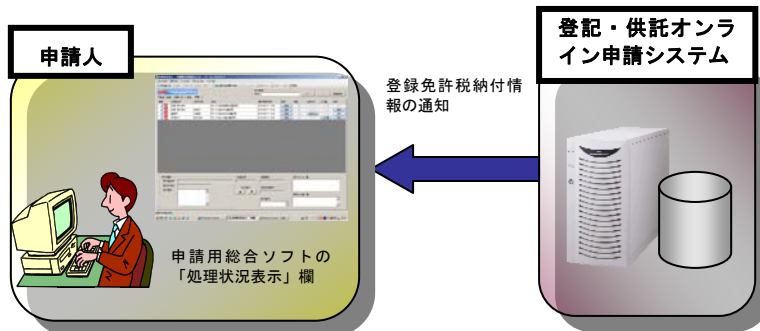 申請人
登記・供託オンラ
イン申請システム
登録免許税納付情
報の通知
申請用総合ソフトの
「処理状況表示」欄